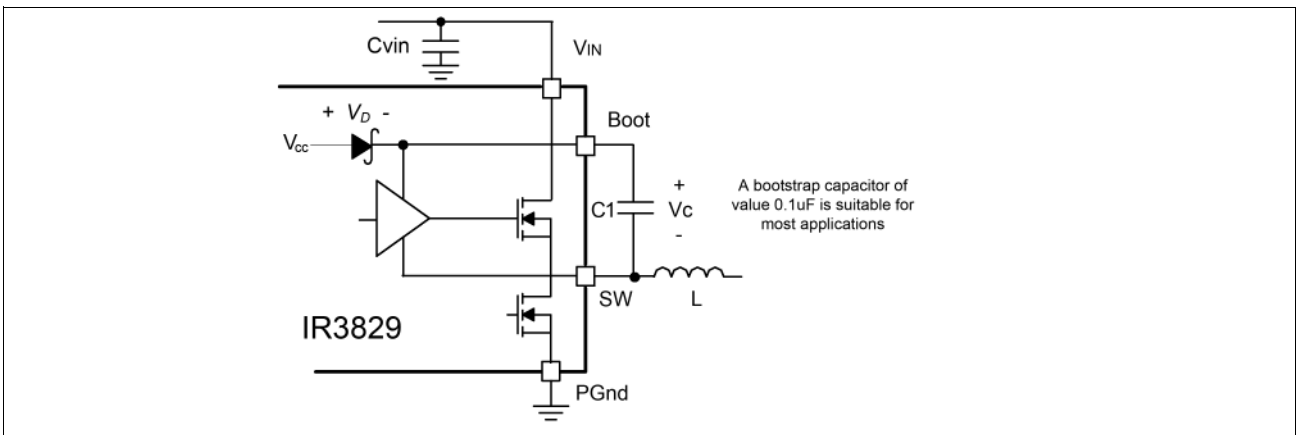 Cvin
VIN
+ VD -
Boot
Vcc
+
C1
Vc
-
A bootstrap capacitor of
value 0.1uF is suitable for
most applications
SW
L
IR3829
PGnd